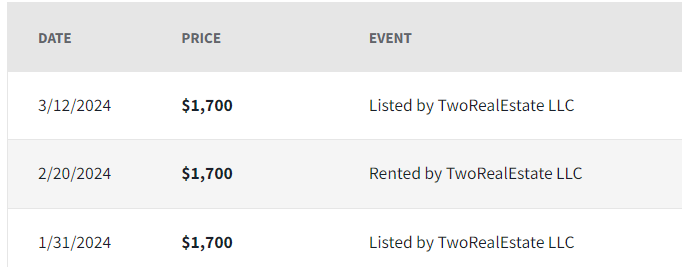 DATE PRICE EVENT
3/12/2024 $1,700 Listed by TwoRealEstate LLC
2/20/2024 $1,700 Rented by TwoRealEstate LLC
1/31/2024 $1,700 Listed by TwoRealEstate LLC